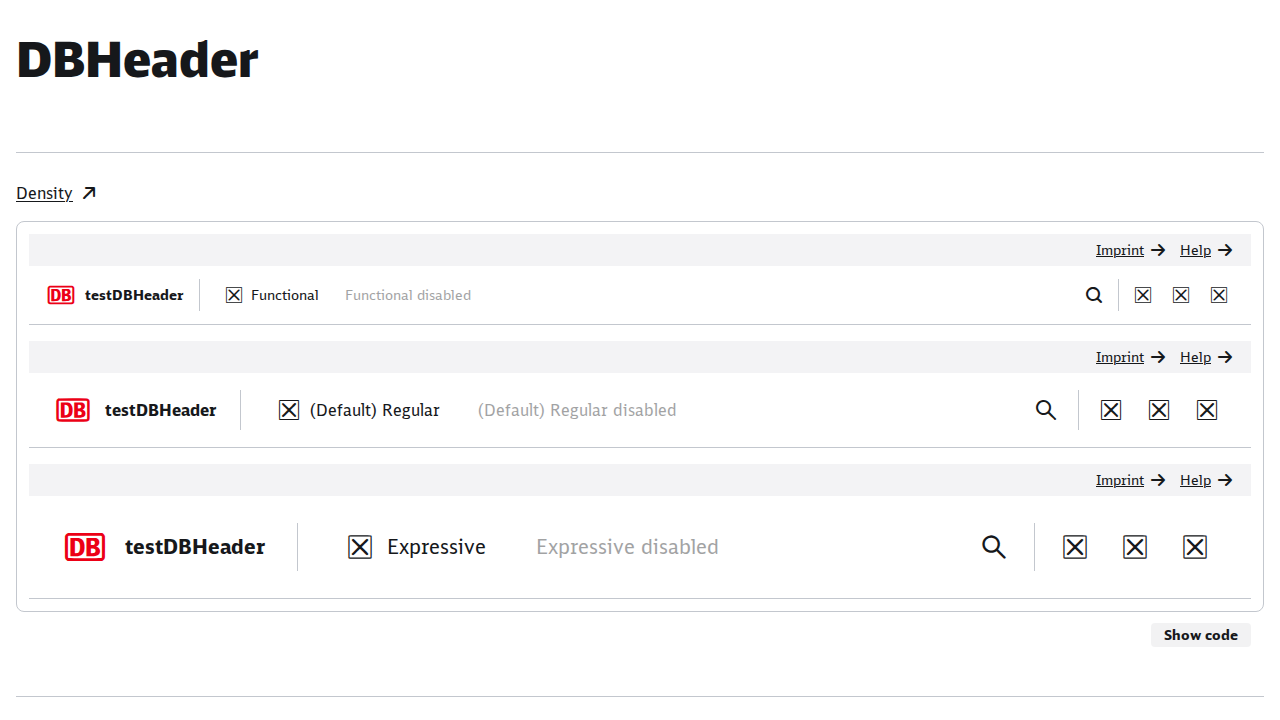 DBHeader
Density
Imprint Help
DB testDBHeader Functional Functional disabled
Imprint Help
DB testDBHeader (Default) Regular (Default) Regular disabled
Imprint Help
DB testDBHeader Expressive Expressive disabled
Show code